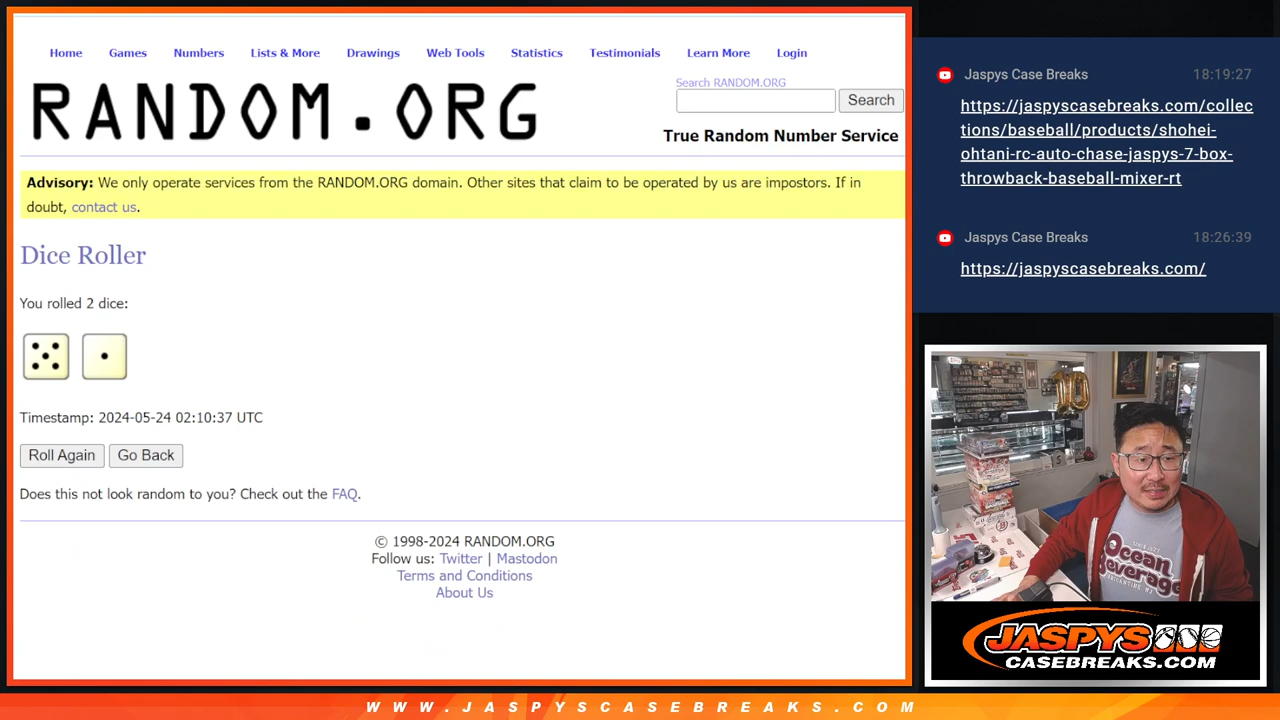 Home Games Numbers Lists & More Drawings Web Tools Statistics Testimonials Learn More Login
RANDOM.ORG
Search RANDOM.ORG
Search
True Random Number Service
Advisory: We only operate services from the RANDOM.ORG domain. Other sites that claim to be operated by us are impostors. If in
doubt, contact us.
Dice Roller
You rolled 2 dice:
Timestamp: 2024-05-24 02:10:37 UTC
Roll Again Go Back
Does this not look random to you? Check out the FAQ.
© 1998-2024 RANDOM.ORG
Follow us: Twitter | Mastodon
Terms and Conditions
About Us
Jaspys Case Breaks 18:19:27
https://jaspyscasebreaks.com/collec
tions/baseball/products/shohei-
ohtani-rc-auto-chase-jaspys-7-box-
throwback-baseball-mixer-rt
Jaspys Case Breaks 18:26:39
https://jaspyscasebreaks.com/
10
Ocean
Beverage
JASPYS
CASEBREAKS.COM
WWW.JASPYSCASEBREAKS.COM